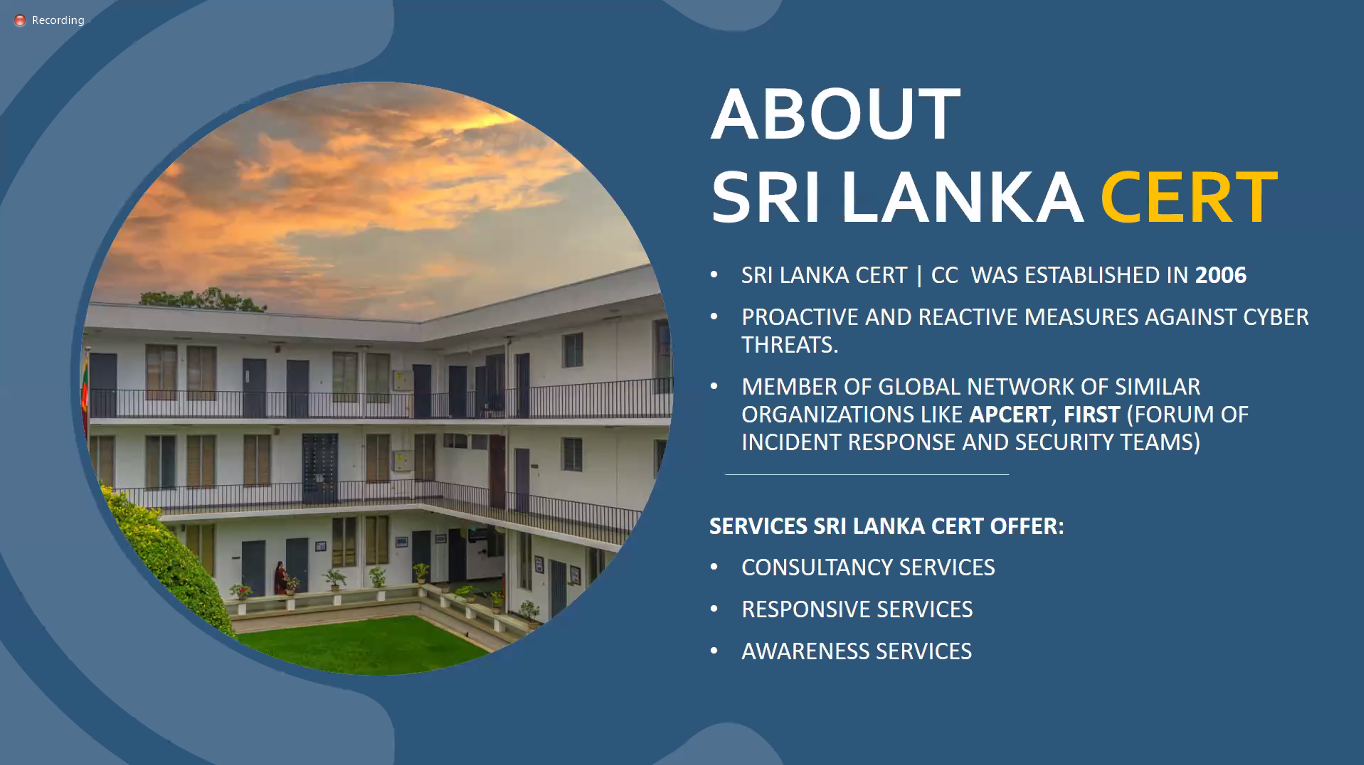 Recording
ABOUT
SRI LANKA CERT
• SRI LANKA CERT | CC WAS ESTABLISHED IN 2006
• PROACTIVE AND REACTIVE MEASURES AGAINST CYBER
THREATS.
• MEMBER OF GLOBAL NETWORK OF SIMILAR
ORGANIZATIONS LIKE APCERT, FIRST (FORUM OF
INCIDENT RESPONSE AND SECURITY TEAMS)
SERVICES SRI LANKA CERT OFFER:
• CONSULTANCY SERVICES
• RESPONSIVE SERVICES
• AWARENESS SERVICES